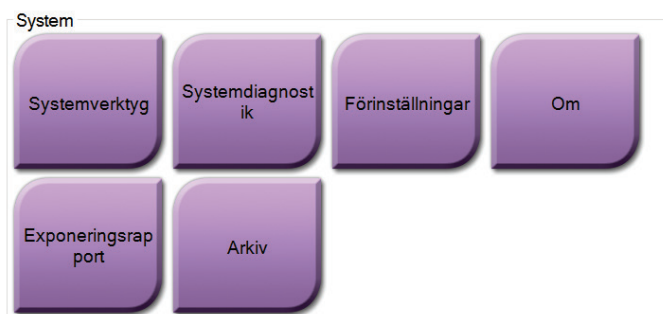 System
Systemverktyg
Systemdiagnost
ik
Förinställningar
Om
Exponeringsrap
port
Arkiv